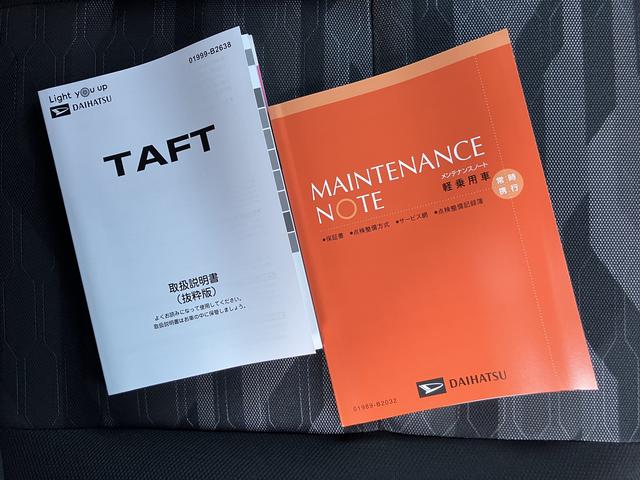 01999-B2638
Light you up
DAIHATSU
TAFT
取扱説明書
（抜粋版）
よくお読みになって使用してください。
取扱説明書はお車の中に保管しましょう。
MAINTENANCE
NOTE
メンテナンスノート
軽乗用車
常時
携行
●保証書 ●点検整備方式 ●サービス網 ●点検整備記録簿
DAIHATSU
01989-B2032